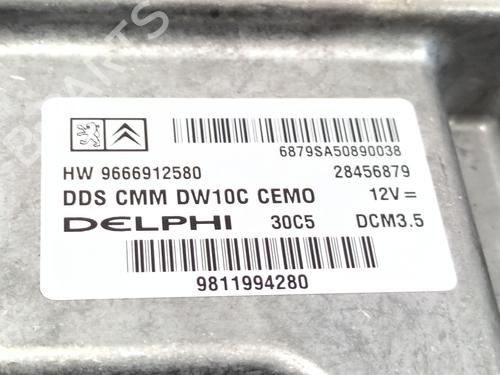 6879SA50890038
HW 9666912580 28456879
DDS CMM DW10C CEMO 12V=
DELPHI 30C5 DCM3.5
9811994280